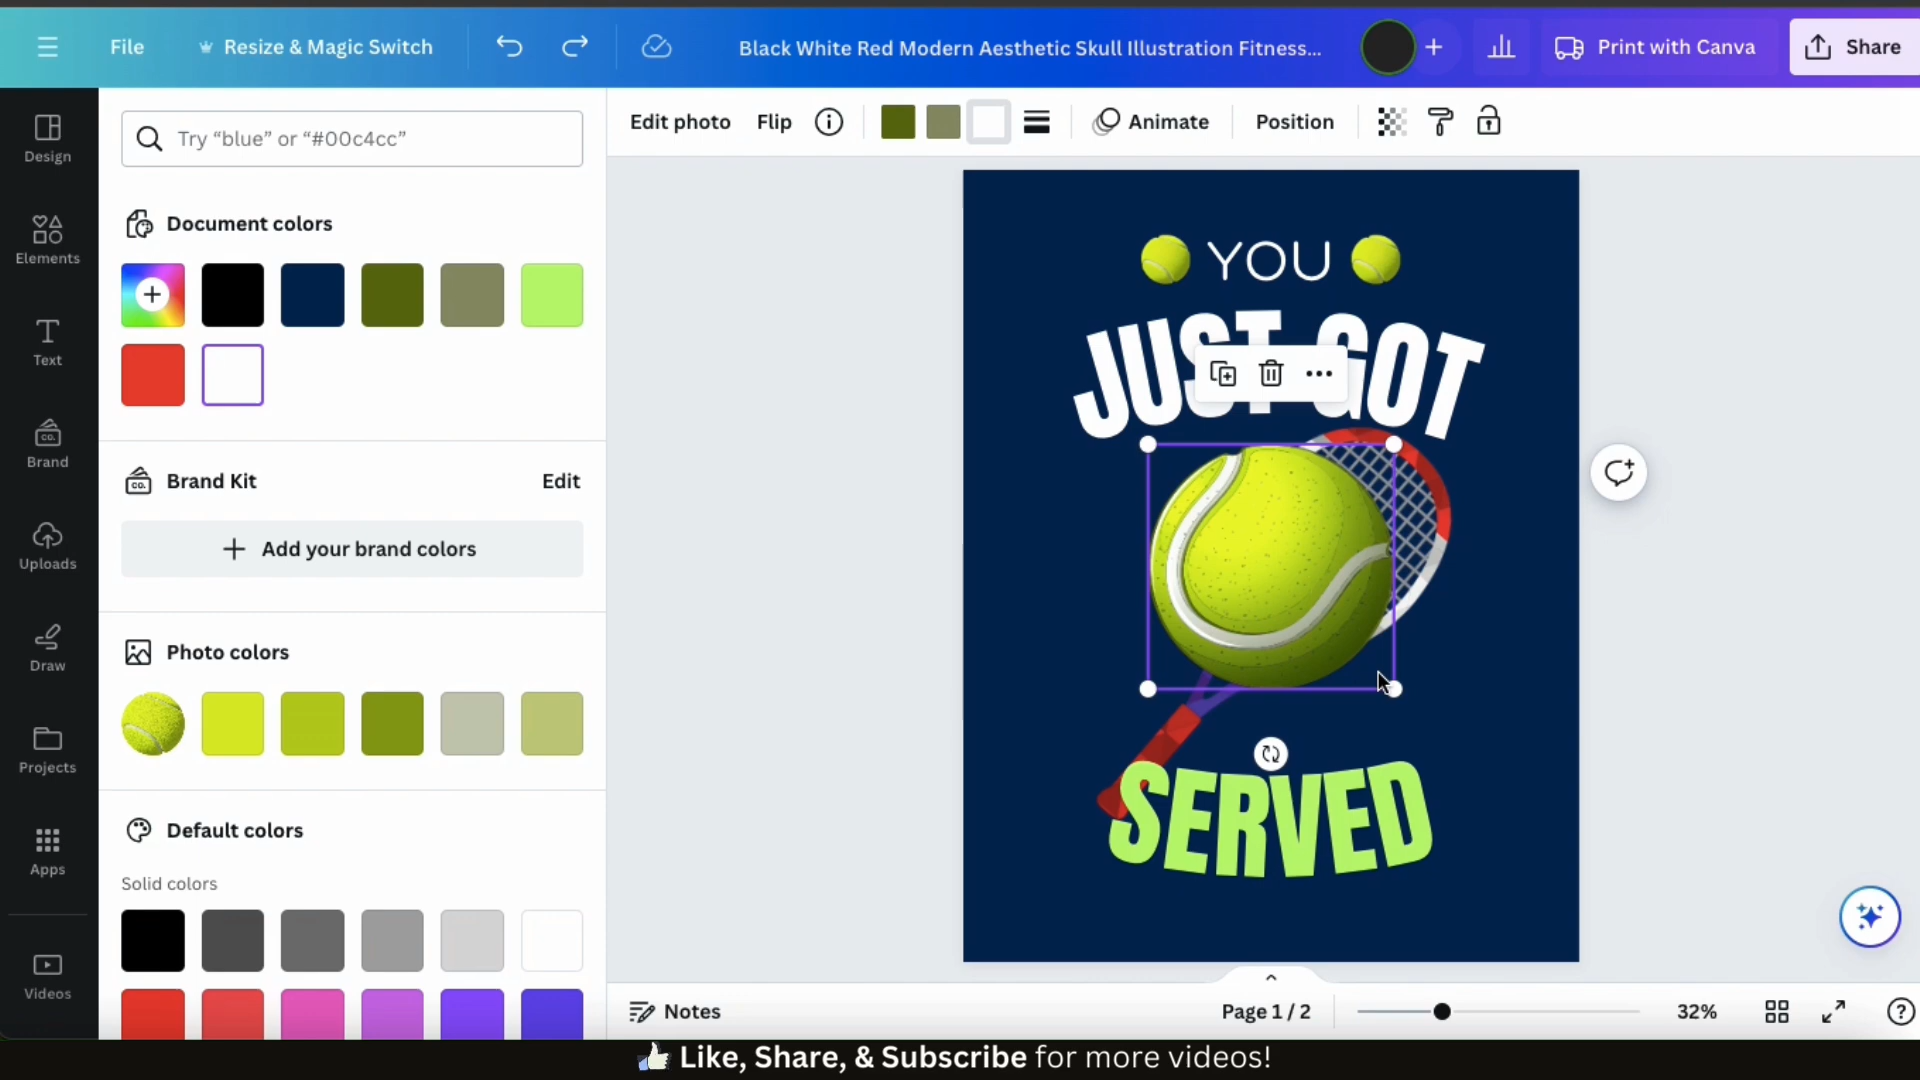 File
Resize & Magic Switch
Black White Red Modern Aesthetic Skull Illustration Fitness...
Print with Canva
Share
Design
Elements
Text
Brand
Uploads
Draw
Projects
Apps
Videos
Try “blue” or “#00c4cc”
Document colors
CO.
Brand Kit
Edit
CO.
Add your brand colors
Photo colors
Default colors
Solid colors
Edit photo
Flip
Animate
Position
YOU
JUST GOT
SERVED
Notes
Page 1 / 2
32%
Like, Share, & Subscribe for more videos!